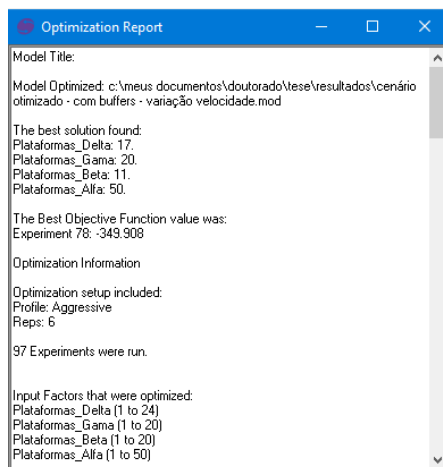 Optimization Report
Model Title:
Model Optimized: c:\meus documentos\doutorado\tese\resultados\cenário
otimizado - com buffers - variação velocidade.mod
The best solution found:
Plataformas_Delta: 17.
Plataformas_Gama: 20.
Plataformas_Beta: 11.
Plataformas_Alfa: 50.
The Best Objective Function value was:
Experiment 78: -349.908
Optimization Information
Optimization setup included:
Profile: Aggressive
Reps: 6
97 Experiments were run.
Input Factors that were optimized:
Plataformas_Delta (1 to 24)
Plataformas_Gama (1 to 20)
Plataformas_Beta (1 to 20)
Plataformas_Alfa (1 to 50)